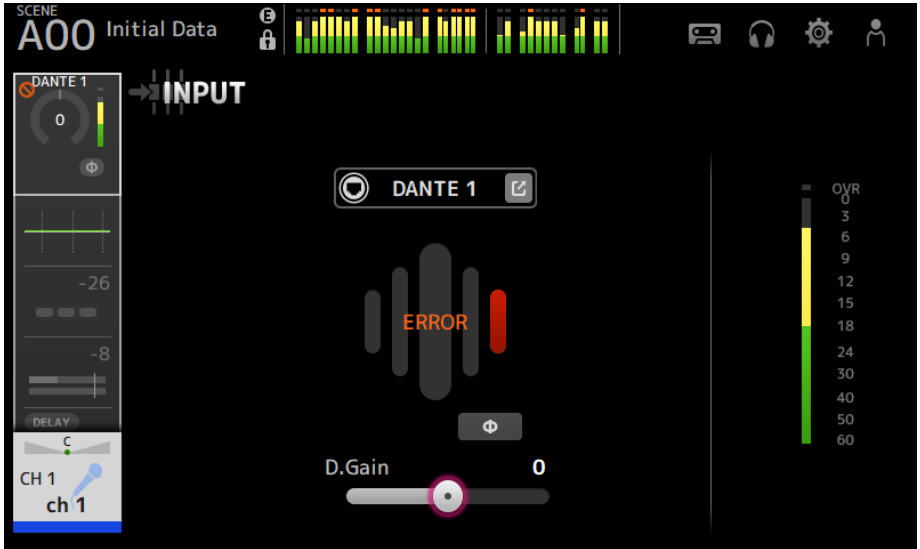 SCENE
A00 Initial Data
E
DANTE 1
0
Φ
-26
-8
DELAY
C
CH 1
ch 1
INPUT
DANTE 1
ERROR
Φ
D.Gain 0
OVR
0
3
6
9
12
15
18
24
30
40
50
60